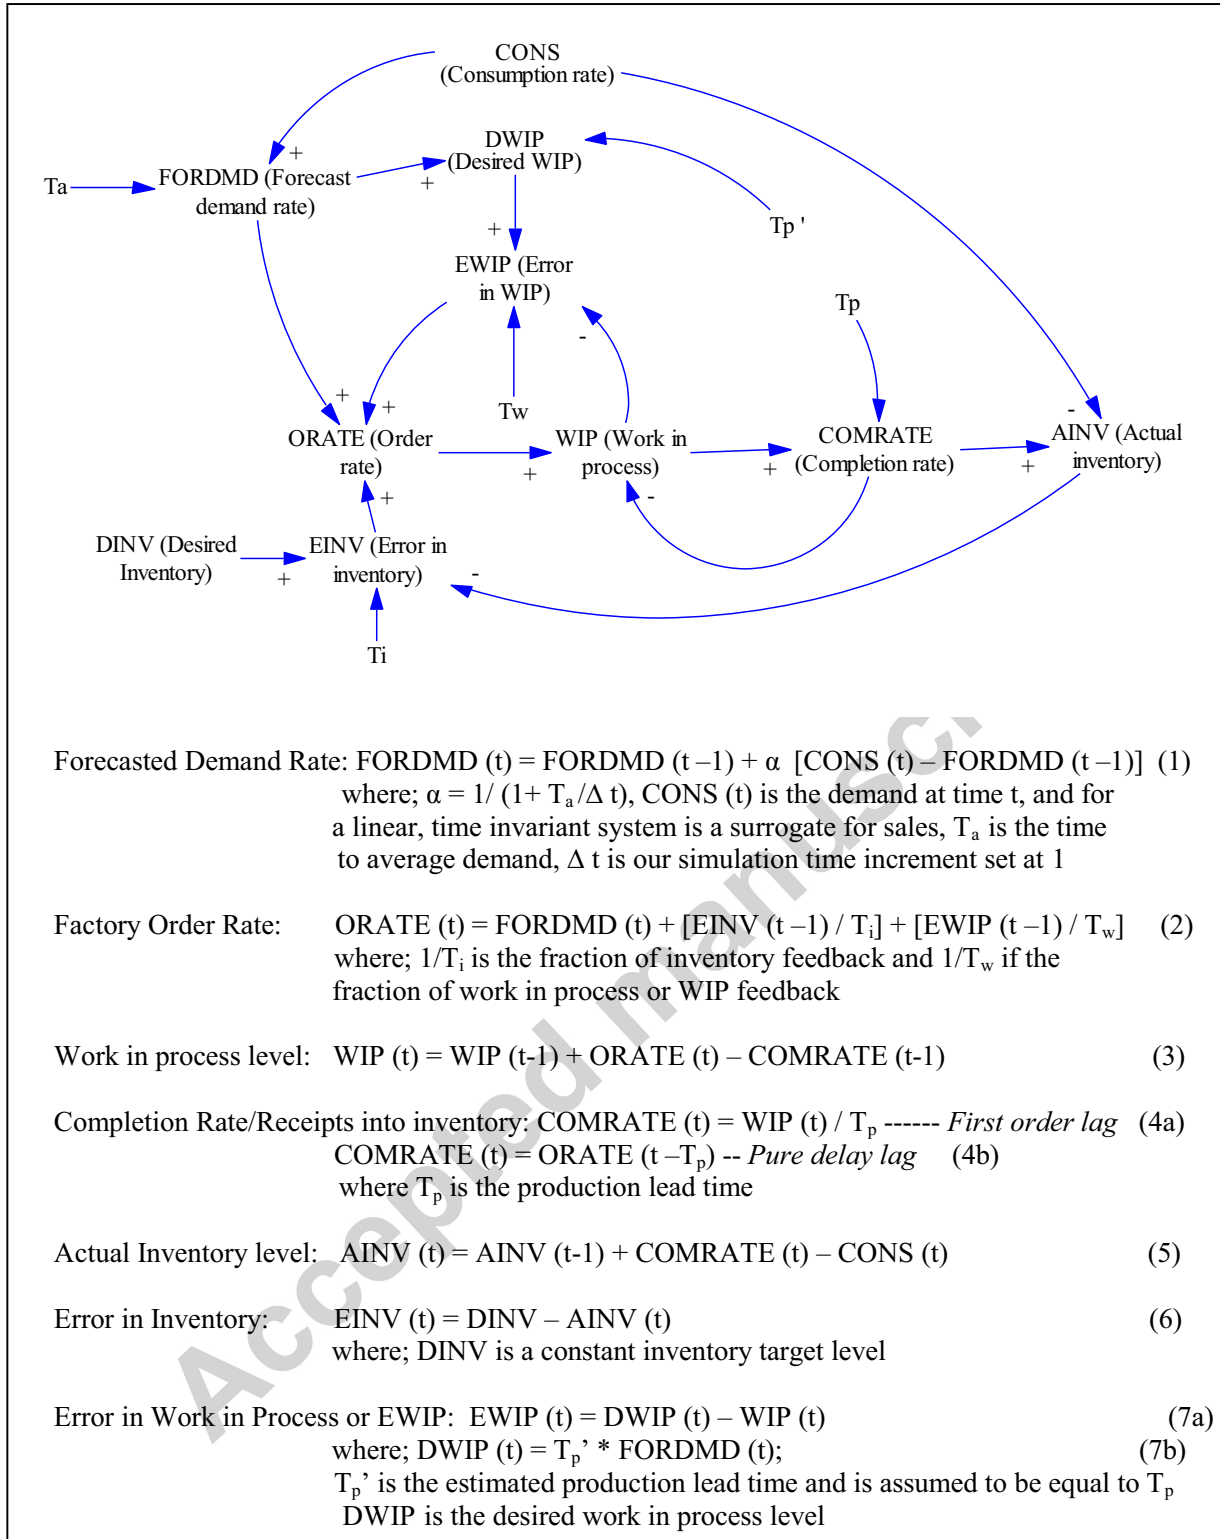 CONS
(Consumption rate)
DWIP
(Desired WIP)
+
Ta
FORDMD (Forecast
demand rate)
+
Tp '
+
EWIP (Error
in WIP)
Tp
-
+
+
Tw
-
ORATE (Order
rate)
+
WIP (Work in
process)
+
COMRATE
(Completion rate)
+
AINV (Actual
inventory)
-
+
DINV (Desired
Inventory)
+
EINV (Error in
inventory)
-
Ti
Forecasted Demand Rate: FORDMD (t) = FORDMD (t –1) + α [CONS (t) – FORDMD (t –1)] (1)
where; α = 1/ (1+ Ta /Δ t), CONS (t) is the demand at time t, and for
a linear, time invariant system is a surrogate for sales, Ta is the time
to average demand, Δ t is our simulation time increment set at 1
Factory Order Rate: ORATE (t) = FORDMD (t) + [EINV (t –1) / Ti] + [EWIP (t –1) / Tw] (2)
where; 1/Ti is the fraction of inventory feedback and 1/Tw if the
fraction of work in process or WIP feedback
Work in process level: WIP (t) = WIP (t-1) + ORATE (t) – COMRATE (t-1) (3)
Completion Rate/Receipts into inventory: COMRATE (t) = WIP (t) / Tp ------ First order lag (4a)
COMRATE (t) = ORATE (t –Tp) -- Pure delay lag (4b)
where Tp is the production lead time
Actual Inventory level: AINV (t) = AINV (t-1) + COMRATE (t) – CONS (t) (5)
Error in Inventory: EINV (t) = DINV – AINV (t) (6)
where; DINV is a constant inventory target level
Error in Work in Process or EWIP: EWIP (t) = DWIP (t) – WIP (t) (7a)
where; DWIP (t) = Tp’ * FORDMD (t); (7b)
Tp’ is the estimated production lead time and is assumed to be equal to Tp
DWIP is the desired work in process level
Accepted manuscr